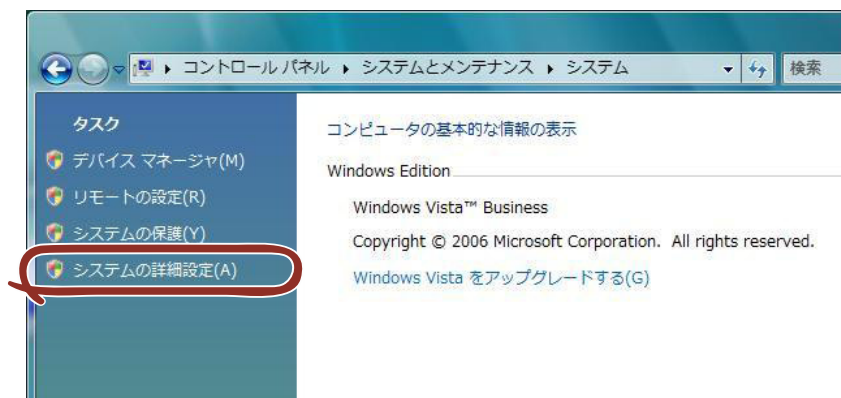 コントロール パネル ▸ システムとメンテナンス ▸ システム
検索
タスク
デバイス マネージャ(M)
リモートの設定(R)
システムの保護(Y)
システムの詳細設定(A)
コンピュータの基本的な情報の表示
Windows Edition
Windows Vista™ Business
Copyright © 2006 Microsoft Corporation. All rights reserved.
Windows Vista をアップグレードする(G)